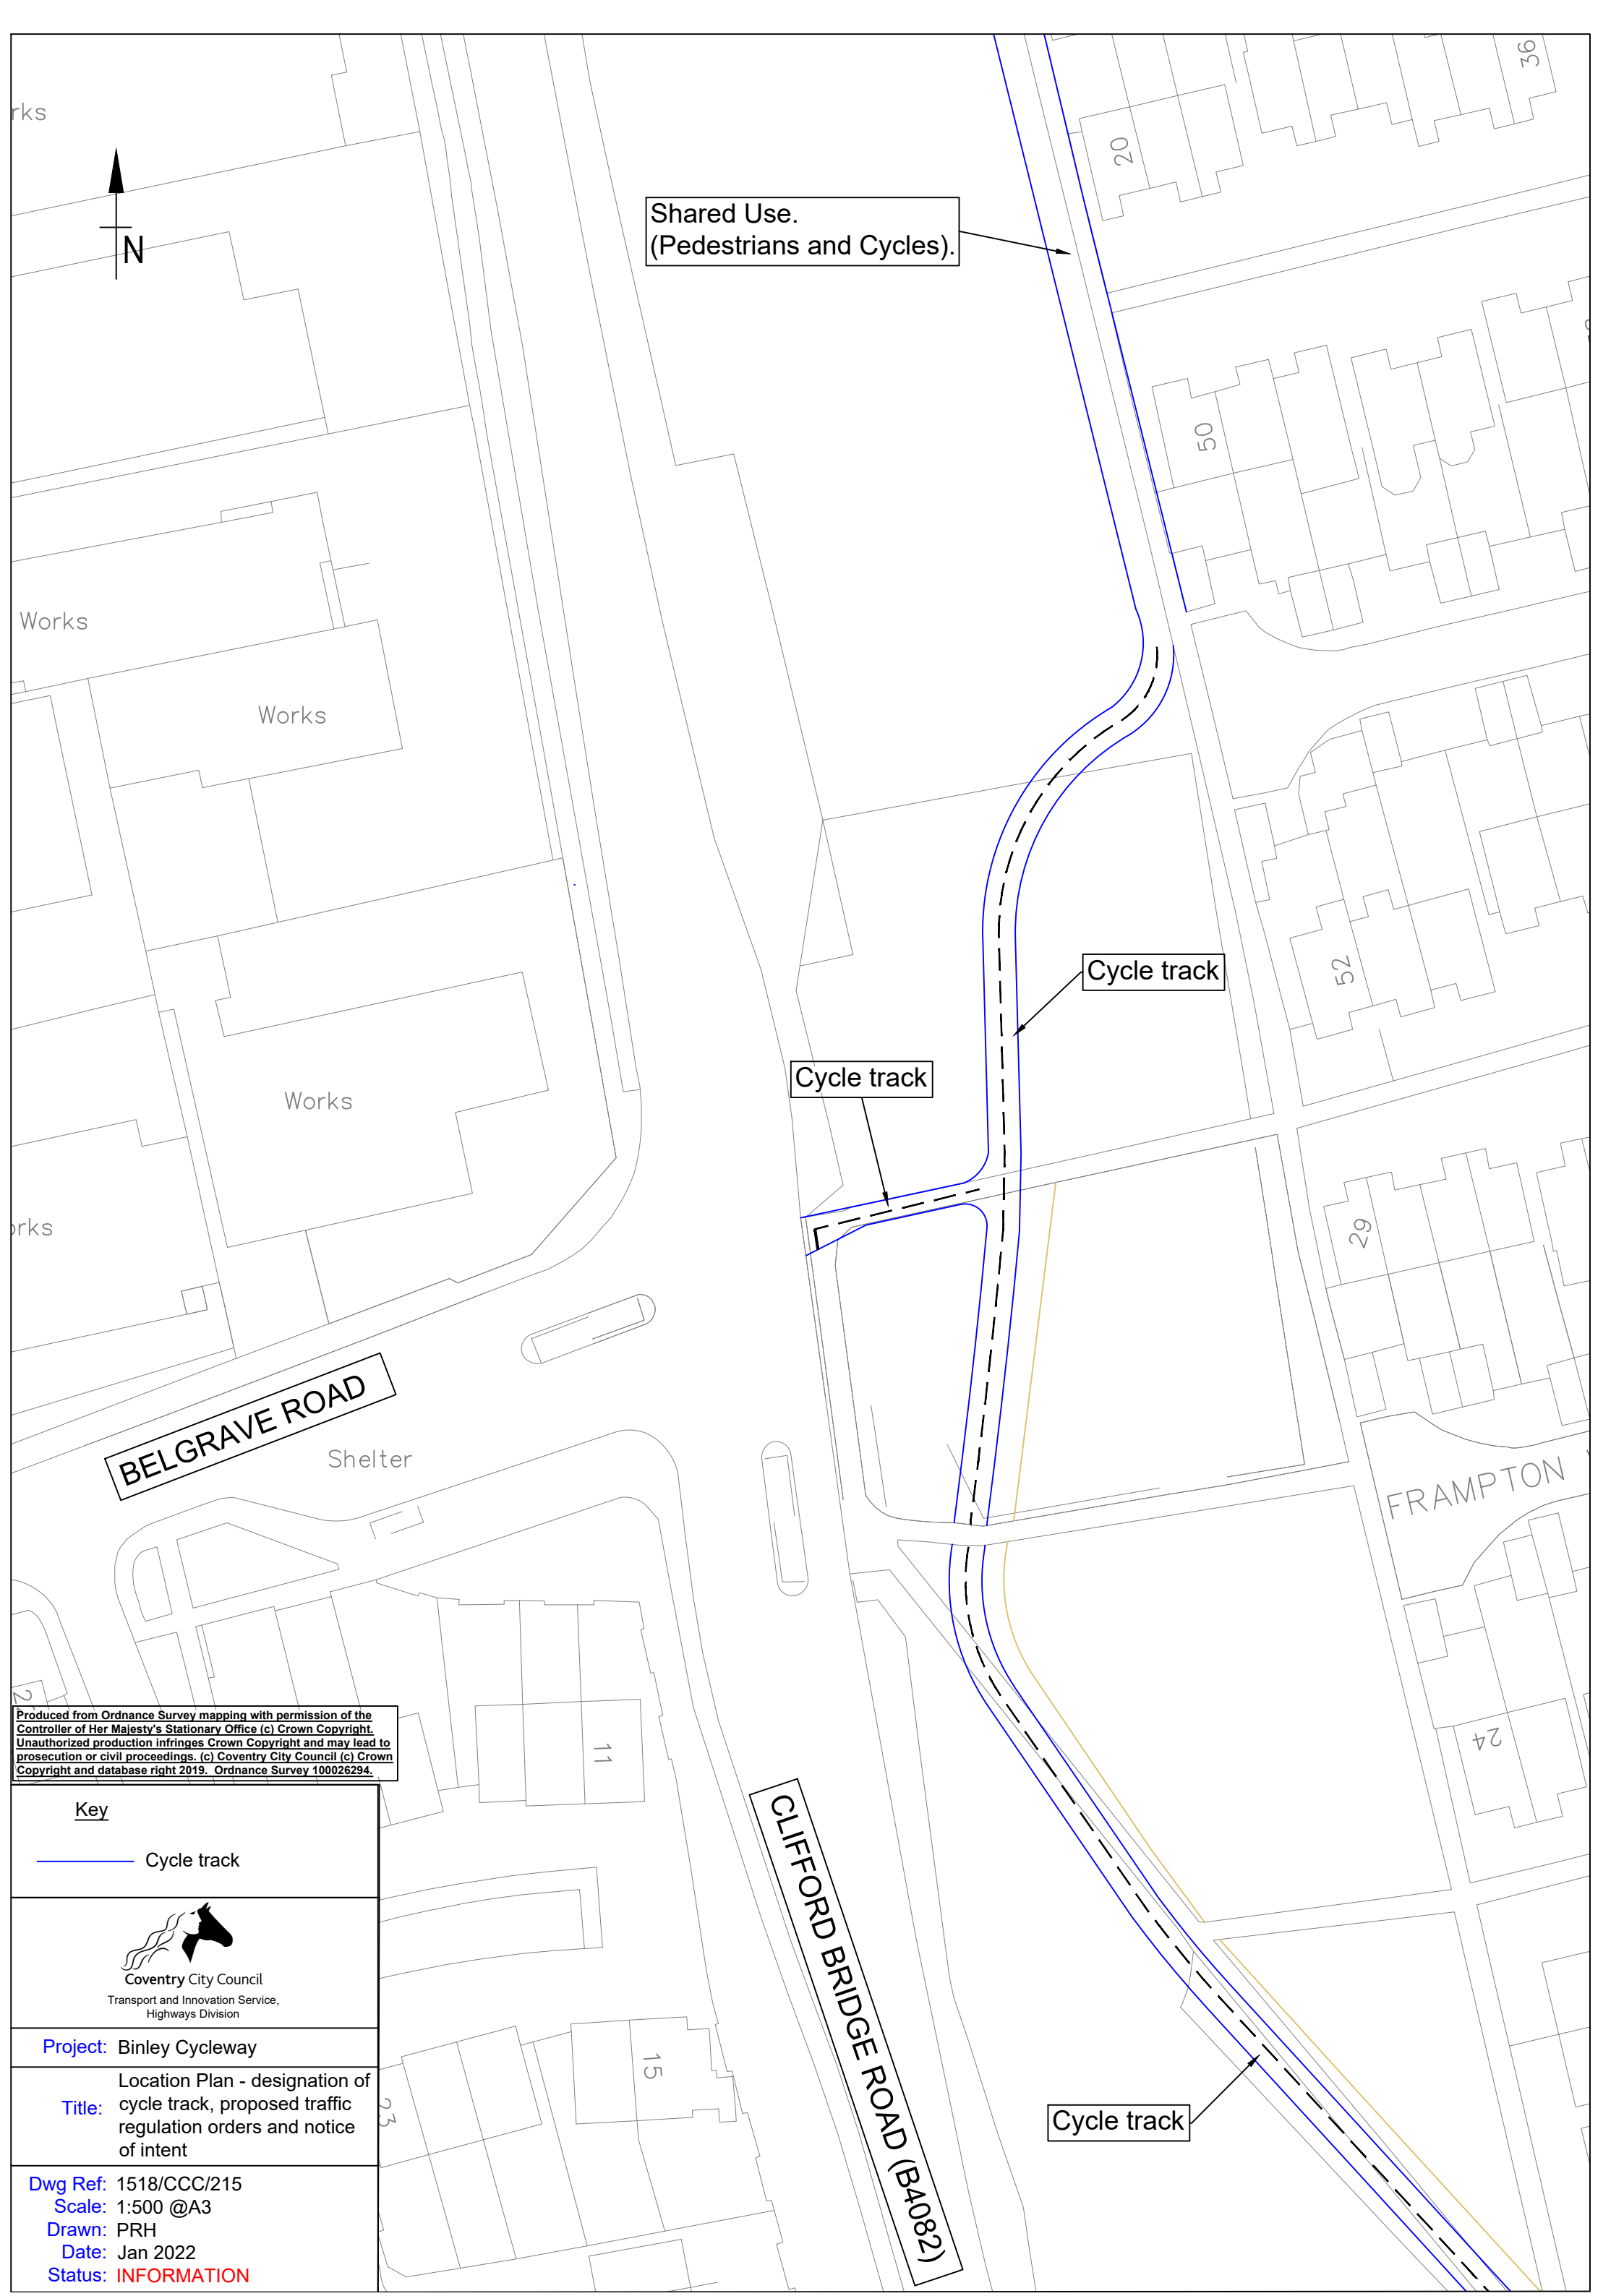 rks
N
Shared Use.
(Pedestrians and Cycles).
20
36
50
Works
Works
Cycle track
52
Cycle track
Works
orks
29
BELGRAVE ROAD
Shelter
FRAMPTON
24
11
Produced from Ordnance Survey mapping with permission of the
Controller of Her Majesty's Stationary Office (c) Crown Copyright.
Unauthorized production infringes Crown Copyright and may lead to
prosecution or civil proceedings. (c) Coventry City Council (c) Crown
Copyright and database right 2019. Ordnance Survey 100026294.
Key
Cycle track
CLIFFORD BRIDGE ROAD (B4082)
Coventry City Council
Transport and Innovation Service,
Highways Division
Project: Binley Cycleway
15
23
Cycle track
Title: Location Plan - designation of
cycle track, proposed traffic
regulation orders and notice
of intent
Dwg Ref: 1518/CCC/215
Scale: 1:500 @A3
Drawn: PRH
Date: Jan 2022
Status: INFORMATION